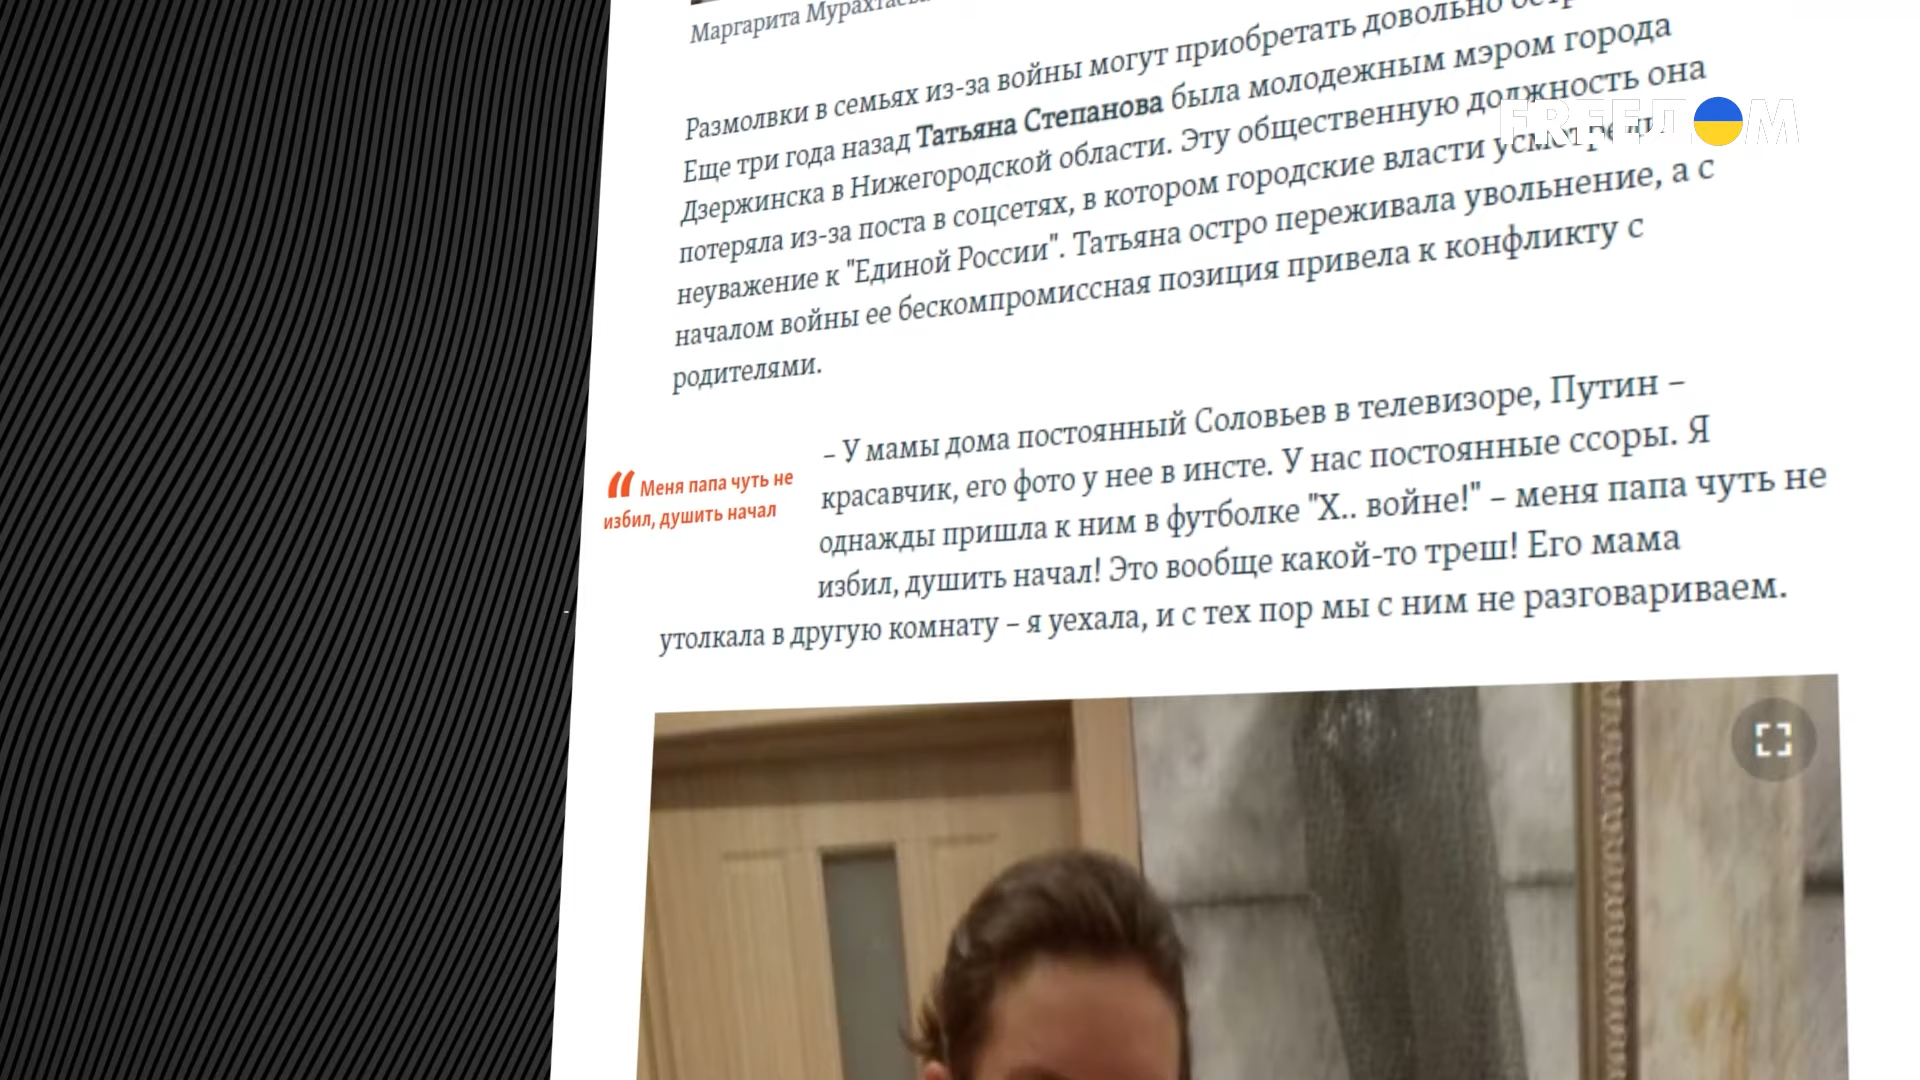 Маргарита Мурахтаева
Размолвки в семьях из-за войны могут приобретать довольно
Еще три года назад Татьяна Степанова была молодежным мэром города
Дзержинска в Нижегородской области. Эту общественную должность она
потеряла из-за поста в соцсетях, в котором городские власти усмотрели
неуважение к "Единой России". Татьяна остро переживала увольнение, а с
началом войны ее бескомпромиссная позиция привела к конфликту с
родителями.
“ Меня папа чуть не
избил, душить начал
– У мамы дома постоянный Соловьев в телевизоре, Путин –
красавчик, его фото у нее в инсте. У нас постоянные ссоры. Я
однажды пришла к ним в футболке "Х.. войне!" – меня папа чуть не
избил, душить начал! Это вообще какой-то треш! Его мама
утолкала в другую комнату – я уехала, и с тех пор мы с ним не разговариваем.
FREEДOM